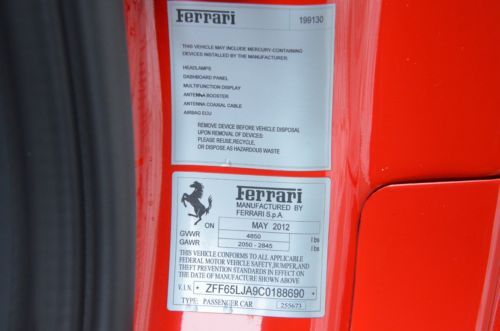 Ferrari
199130
THIS VEHICLE MAY INCLUDE MERCURY-CONTAINING
DEVICES INSTALLED BY THE MANUFACTURER:
HEADLAMPS
DASHBOARD PANEL
MULTIFUNCTION DISPLAY
ANTENNA BOOSTER
ANTENNA COAXIAL CABLE
AIRBAG ECU
REMOVE DEVICE BEFORE VEHICLE DISPOSAL
UPON REMOVAL OF DEVICES:
PLEASE REUSE,RECYCLE,
OR DISPOSE AS HAZARDOUS WASTE
Ferrari
MANUFACTURED BY
FERRARI S.p.A.
ON MAY 2012
GVWR 4850 lbs
GAWR 2050 - 2845 lbs
THIS VEHICLE CONFORMS TO ALL APPLICABLE
FEDERAL MOTOR VEHICLE SAFETY,BUMPER,AND
THEFT PREVENTION STANDARDS IN EFFECT ON
THE DATE OF MANUFACTURE SHOWN ABOVE
V.I.N. * ZFF65LJA9C0188690 *
TYPE: PASSENGER CAR 255673